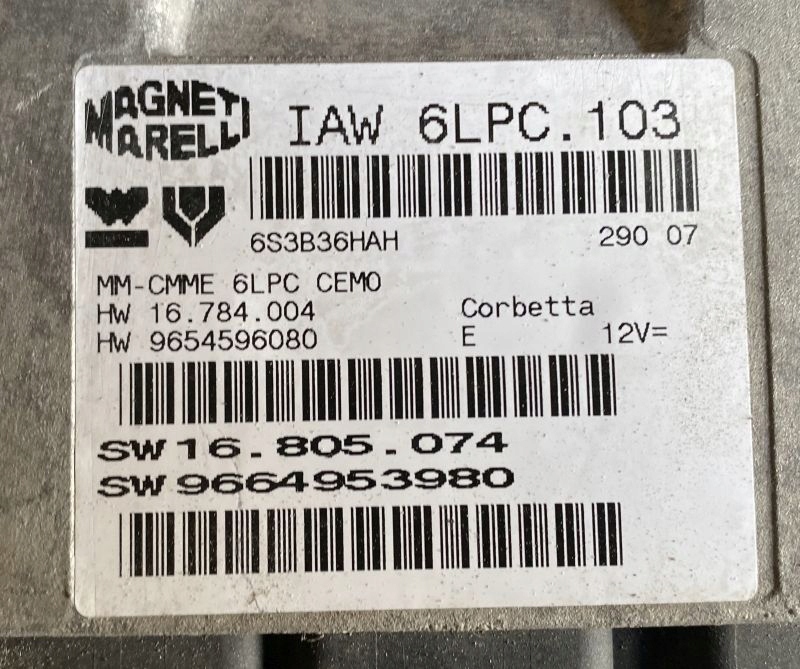 MAGNETI MARELLI
IAW 6LPC.103
6S3B36HAH 290 07
MM-CMME 6LPC CEMO
HW 16.784.004 Corbetta
HW 9654596080 E 12V=
SW 16.805.074
SW 9664953980